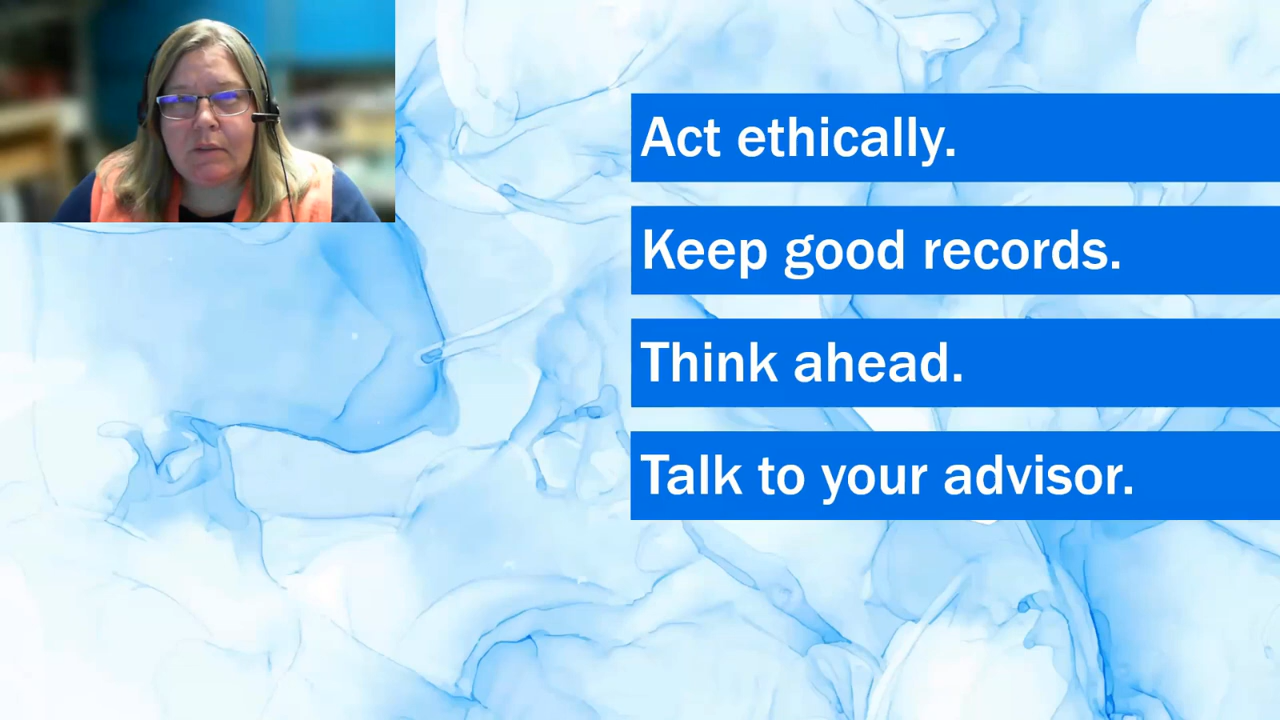 Act ethically.
Keep good records.
Think ahead.
Talk to your advisor.